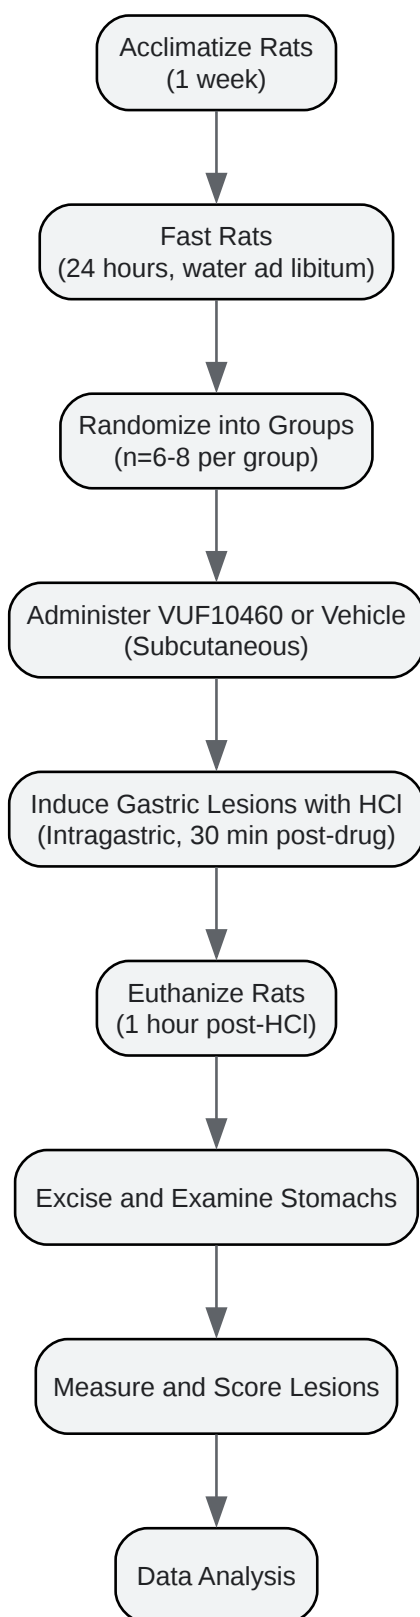 Acclimatize Rats
(1 week)
Fast Rats
(24 hours, water ad libitum)
Randomize into Groups
(n=6-8 per group)
Administer VUF10460 or Vehicle
(Subcutaneous)
Induce Gastric Lesions with HCl
(Intragastric, 30 min post-drug)
Euthanize Rats
(1 hour post-HCl)
Excise and Examine Stomachs
Measure and Score Lesions
Data Analysis